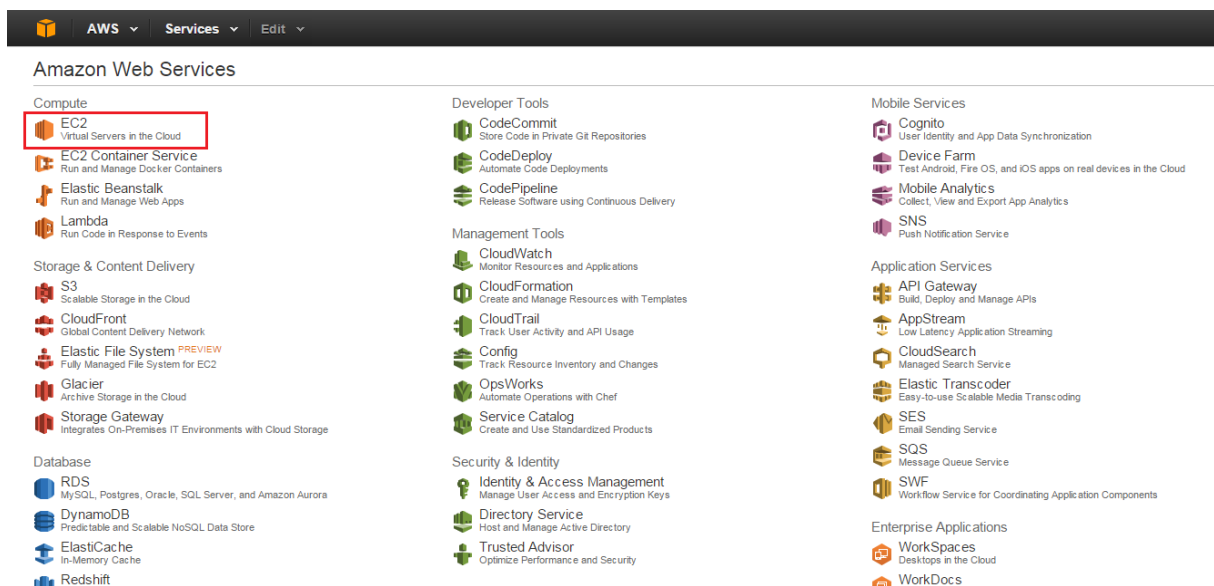 AWS Services Edit
Amazon Web Services
Compute
EC2
Virtual Servers in the Cloud
EC2 Container Service
Run and Manage Docker Containers
Elastic Beanstalk
Run and Manage Web Apps
Lambda
Run Code in Response to Events
Storage & Content Delivery
S3
Scalable Storage in the Cloud
CloudFront
Global Content Delivery Network
Elastic File System PREVIEW
Fully Managed File System for EC2
Glacier
Archive Storage in the Cloud
Storage Gateway
Integrates On-Premises IT Environments with Cloud Storage
Database
RDS
MySQL, Postgres, Oracle, SQL Server, and Amazon Aurora
DynamoDB
Predictable and Scalable NoSQL Data Store
ElastiCache
In-Memory Cache
Redshift
Developer Tools
CodeCommit
Store Code in Private Git Repositories
CodeDeploy
Automate Code Deployments
CodePipeline
Release Software using Continuous Delivery
Management Tools
CloudWatch
Monitor Resources and Applications
CloudFormation
Create and Manage Resources with Templates
CloudTrail
Track User Activity and API Usage
Config
Track Resource Inventory and Changes
OpsWorks
Automate Operations with Chef
Service Catalog
Create and Use Standardized Products
Security & Identity
Identity & Access Management
Manage User Access and Encryption Keys
Directory Service
Host and Manage Active Directory
Trusted Advisor
Optimize Performance and Security
Mobile Services
Cognito
User Identity and App Data Synchronization
Device Farm
Test Android, Fire OS, and iOS apps on real devices in the Cloud
Mobile Analytics
Collect, View and Export App Analytics
SNS
Push Notification Service
Application Services
API Gateway
Build, Deploy and Manage APIs
AppStream
Low Latency Application Streaming
CloudSearch
Managed Search Service
Elastic Transcoder
Easy-to-use Scalable Media Transcoding
SES
Email Sending Service
SQS
Message Queue Service
SWF
Workflow Service for Coordinating Application Components
Enterprise Applications
WorkSpaces
Desktops in the Cloud
WorkDocs